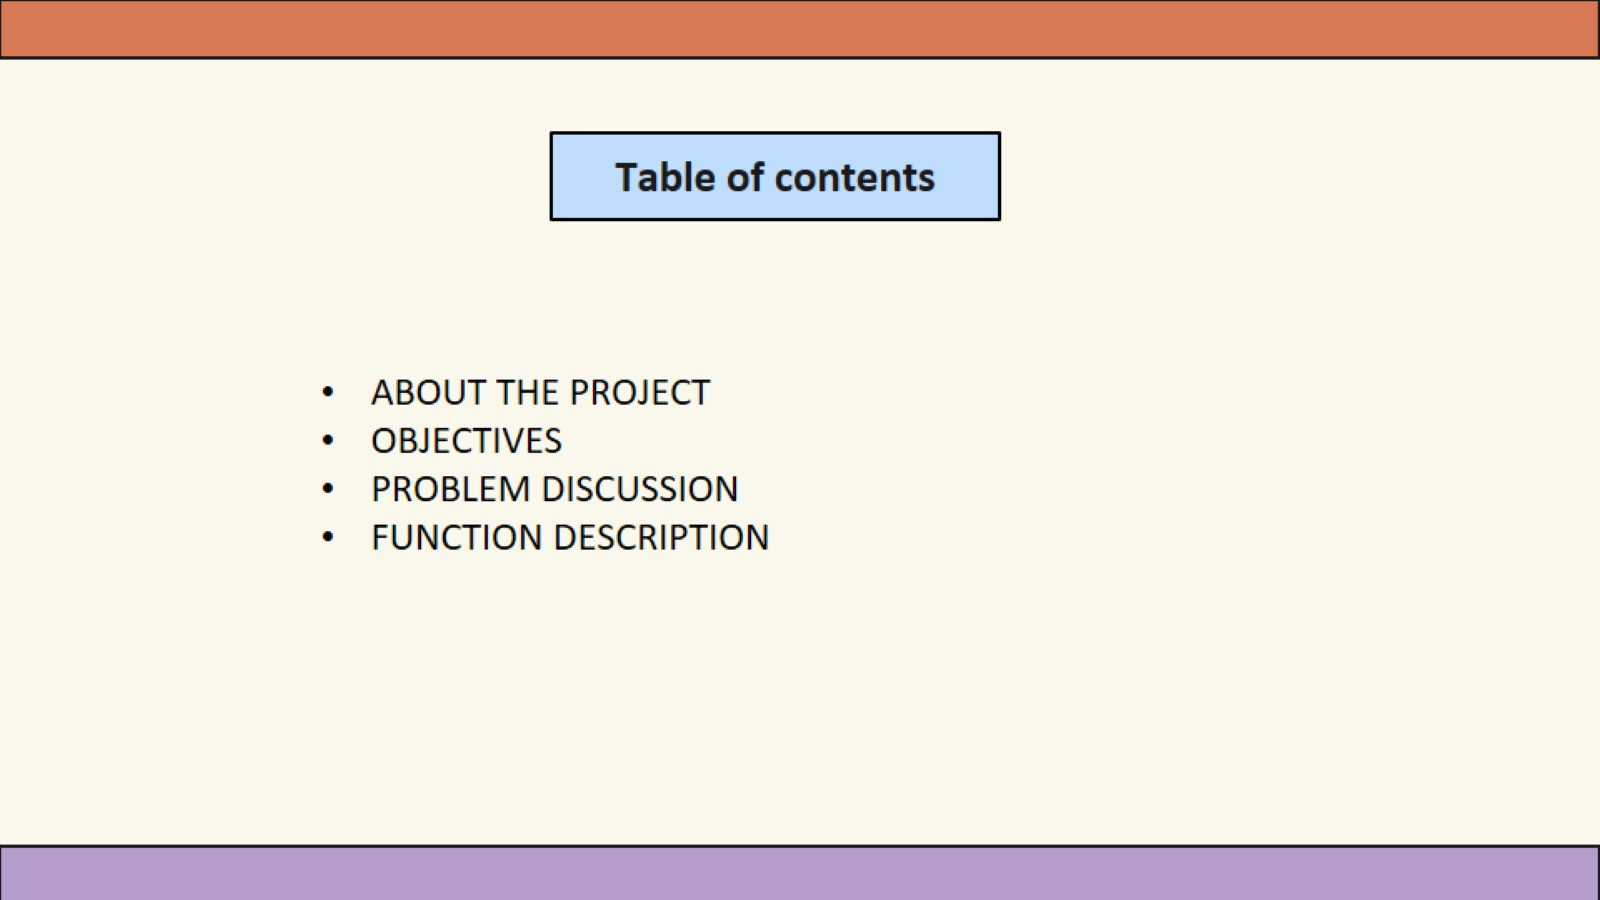 Table of contents
• ABOUT THE PROJECT
• OBJECTIVES
• PROBLEM DISCUSSION
• FUNCTION DESCRIPTION